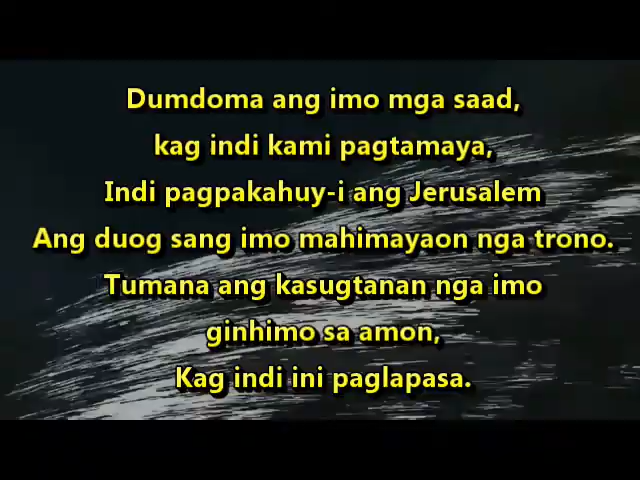 Dumdoma ang imo mga saad,
kag indi kami pagtamaya,
Indi pagpakahuy-i ang Jerusalem
Ang duog sang imo mahimayaon nga trono.
Tumana ang kasugtanan nga imo
ginhimo sa amon,
Kag indi ini paglapasa.